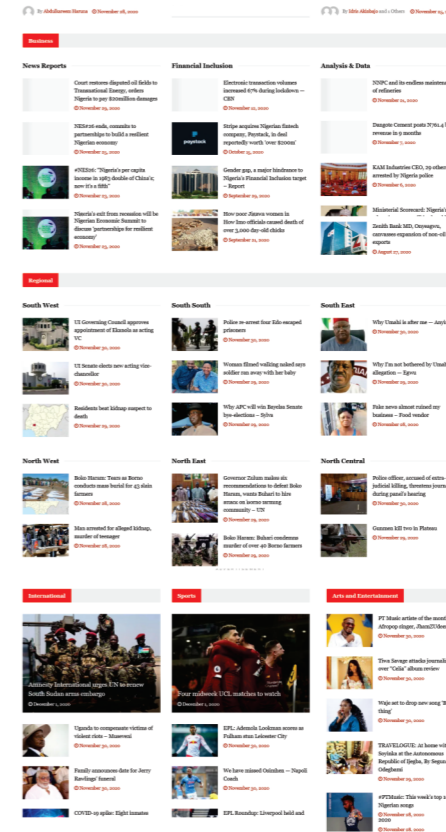 By Abdulkareem Haruna November 28, 2020
By Idris Akinbajo and 2 Others November 25,
Business
News Reports
Court restores disputed oil fields to
Transnational Energy, orders
Nigeria to pay $20million damages
November 29, 2020
NES#26 ends, commits to
partnerships to build a resilient
Nigerian economy
November 25, 2020
#NES26: "Nigeria's per capita
income in 1985 double of China's;
now it's a fifth"
November 23, 2020
Nigeria's exit from recession will be
Nigerian Economic Summit to
discuss 'partnerships for resilient
economy'
November 23, 2020
Financial Inclusion
Electronic transaction volumes
increased 67% during lockdown —
CBN
November 21, 2020
paystack
Stripe acquires Nigerian fintech
company, Paystack, in deal
reportedly worth 'over $200m'
October 15, 2020
Gender gap, a major hindrance to
Nigeria's Financial Inclusion target
– Report
September 29, 2020
How poor Jigawa women in
How bino officials caused death of
over 3,000 day-old chicks
September 21, 2020
Analysis & Data
NNPC and its endless maintena
of refineries
November 21, 2020
Dangote Cement posts N761.4
revenue in 9 months
November 7, 2020
KAM Industries CEO, 29 others
arrested by Nigeria police
November 6, 2020
Ministerial Scorecard: Nigeria's
Zenith Bank MD, Onyeagwu,
canvasses expansion of non-oil
exports
August 27, 2020
Regional
South West
UI Governing Council approves
appointment of Ekanola as acting
VC
November 30, 2020
UI Senate elects new acting vice-
chancellor
November 30, 2020
Residents beat kidnap suspect to
death
November 29, 2020
South South
Police re-arrest four Edo escaped
prisoners
November 30, 2020
Woman filmed walking naked says
soldier ran away with her baby
November 29, 2020
Why APC will win Bayelsa Senate
bye-elections – Sylva
November 29, 2020
South East
Why Umahi is after me — Anyi
November 30, 2020
Why I'm not bothered by Umahi
allegation — Egwu
November 29, 2020
Fake news almost ruined my
business – Food vendor
November 28, 2020
North West
Boko Haram: Tears as Borno
conducts mass burial for 43 slain
farmers
November 28, 2020
Man arrested for alleged kidnap,
murder of teenager
November 28, 2020
North East
Governor Zulum makes six
recommendations to defeat Boko
Haram, wants Buhari to hire
community – UN
November 29, 2020
Boko Haram: Buhari condemns
murder of over 40 Borno farmers
November 29, 2020
North Central
Police officer, accused of extra-
judicial killing, threatens journa
during panel's hearing
November 30, 2020
Gunmen kill two in Plateau
November 29, 2020
International
Amnesty International urges UN to renew
South Sudan arms embargo
December 1, 2020
Uganda to compensate victims of
violent riots – Museveni
November 30, 2020
Family announces date for Jerry
Rawlings' funeral
November 30, 2020
COVID-19 spike: Eight inmates
Sports
Four midweek UCL matches to watch
December 1, 2020
EPL: Ademola Lookman scores as
Fulham stun Leicester City
November 30, 2020
We have missed Osimhen — Napoli
Coach
November 30, 2020
EPL Roundup: Liverpool held and
Arts and Entertainment
PT Music artiste of the mont
Afropop singer, JhamZUdeen
November 30, 2020
Tiwa Savage attacks journali
over "Celia" album review
November 30, 2020
Waje set to drop new song 'B
thing'
November 30, 2020
TRAVELOGUE: At home wit
Soyinka at the Autonomous
Republic of Ijegba, By Segun
Odegbami
November 29, 2020
#PTMusic: This week's top 1
Nigerian songs
November 28, 2020
2020
November 28, 2020